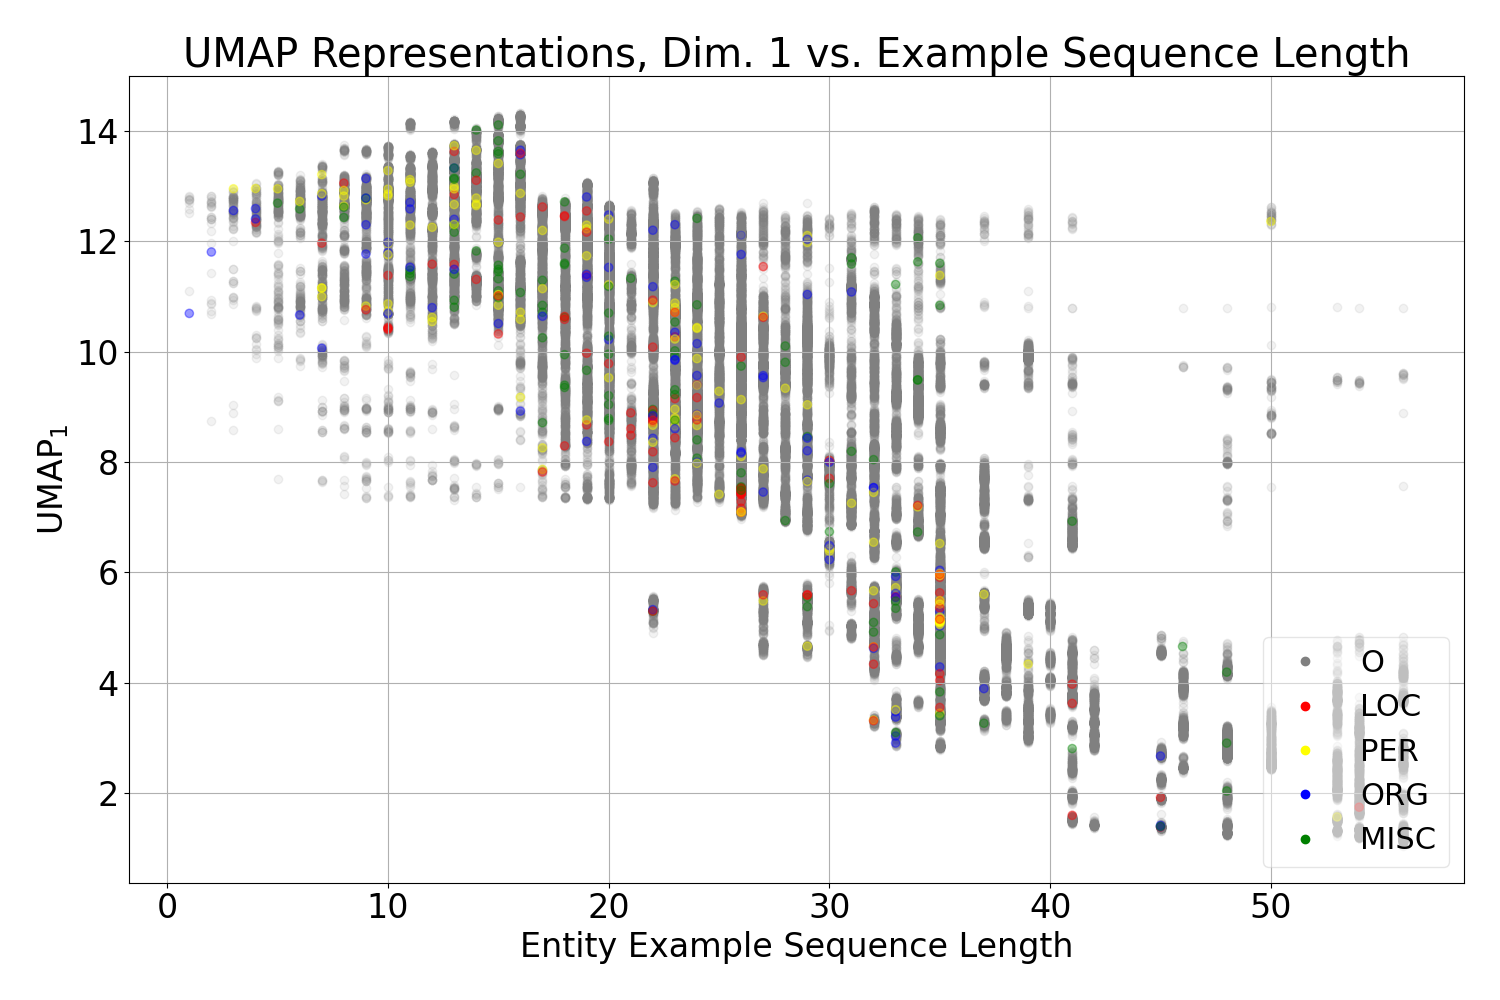 UMAP Representations, Dim. 1 vs. Example Sequence Length
14
12
10
8
6
4
2
UMAP₁
0 10 20 30 40 50
Entity Example Sequence Length
O
LOC
PER
ORG
MISC